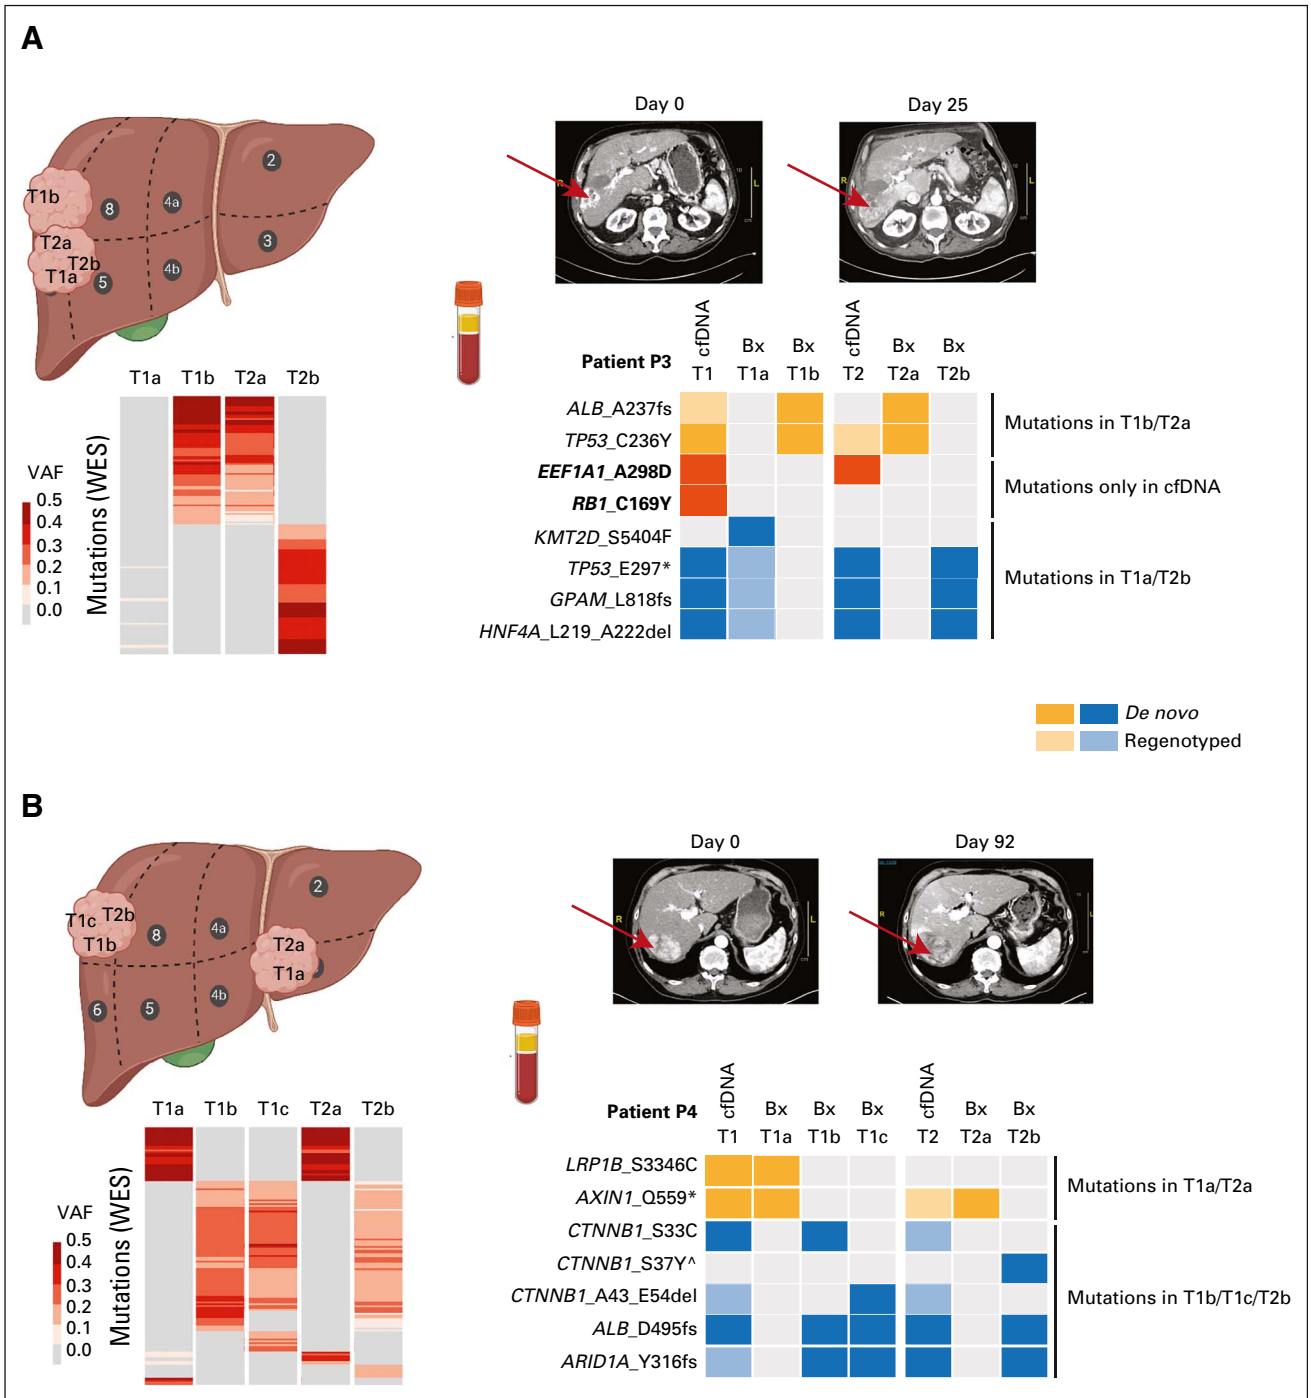 A
Day 0
Day 25
T1b
8
4a
2
T2a
T2b
T1a
5
4b
3
R
L
R
L
T1a T1b T2a T2b
VAF
0.5
0.4
0.3
0.2
0.1
0.0
Mutations (WES)
Patient P3
cfDNA T1
Bx T1a
Bx T1b
cfDNA T2
Bx T2a
Bx T2b
ALB_A237fs
TP53_C236Y
EEF1A1_A298D
RB1_C169Y
KMT2D_S5404F
TP53_E297*
GPAM_L818fs
HNF4A_L219_A222del
Mutations in T1b/T2a
Mutations only in cfDNA
Mutations in T1a/T2b
De novo
Regenotyped
B
Day 0
Day 92
T1c T2b
T1b
8
4a
2
T2a
T1a
6
5
4b
R
L
R
L
T1a T1b T1c T2a T2b
VAF
0.5
0.4
0.3
0.2
0.1
0.0
Mutations (WES)
Patient P4
cfDNA T1
Bx T1a
Bx T1b
Bx T1c
cfDNA T2
Bx T2a
Bx T2b
LRP1B_S3346C
AXIN1_Q559*
CTNNB1_S33C
CTNNB1_S37Y^
CTNNB1_A43_E54del
ALB_D495fs
ARID1A_Y316fs
Mutations in T1a/T2a
Mutations in T1b/T1c/T2b